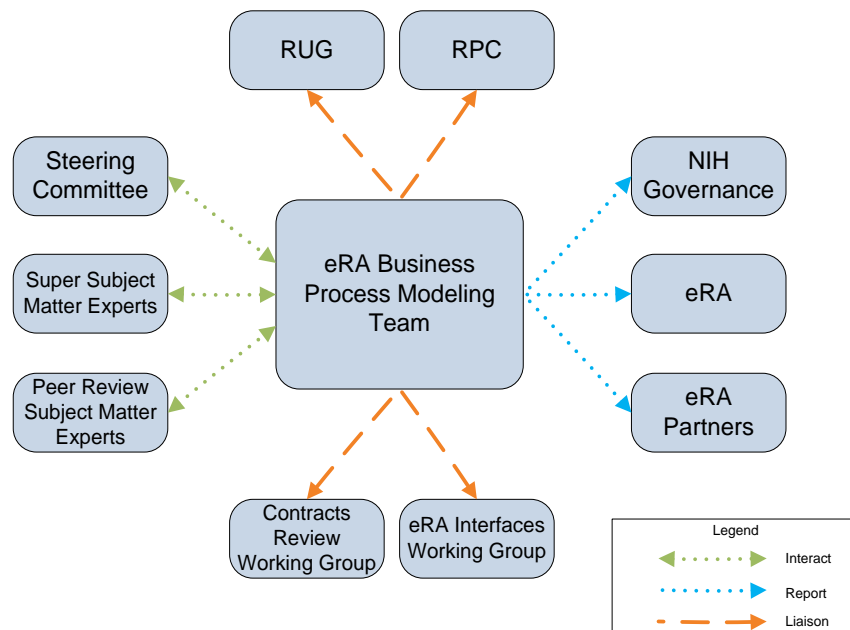 RUG
RPC
Steering
Committee
NIH
Governance
eRA Business
Process Modeling
Team
Super Subject
Matter Experts
eRA
Peer Review
Subject Matter
Experts
eRA
Partners
Contracts
Review
Working Group
eRA Interfaces
Working Group
Legend
Interact
Report
Liaison